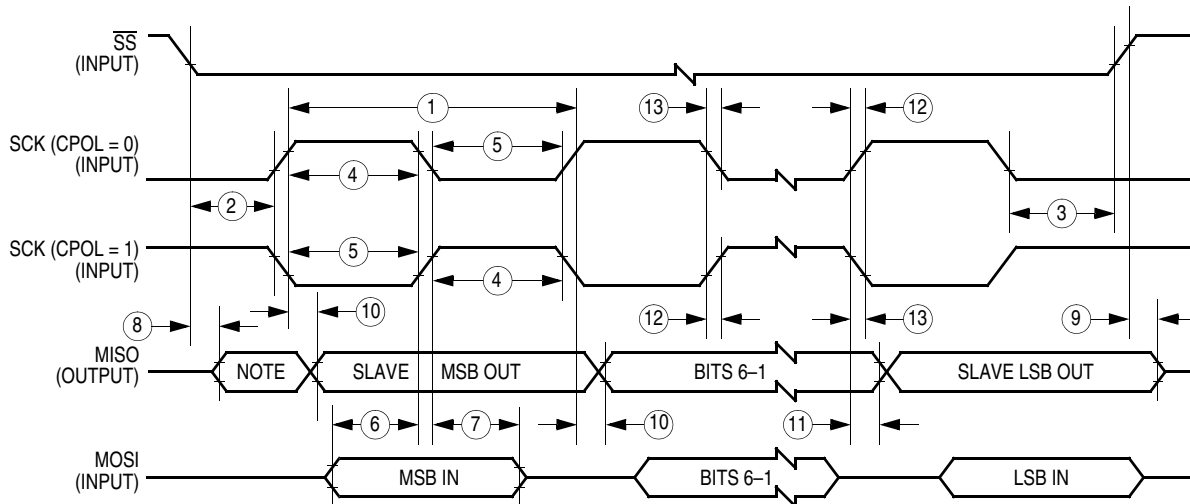 SS
(INPUT)
1
13
12
SCK (CPOL = 0)
(INPUT)
5
4
2
3
SCK (CPOL = 1)
(INPUT)
5
4
8
10
12
13
9
MISO
(OUTPUT)
NOTE
SLAVE MSB OUT
BITS 6–1
SLAVE LSB OUT
6
7
10
11
MOSI
(INPUT)
MSB IN
BITS 6–1
LSB IN